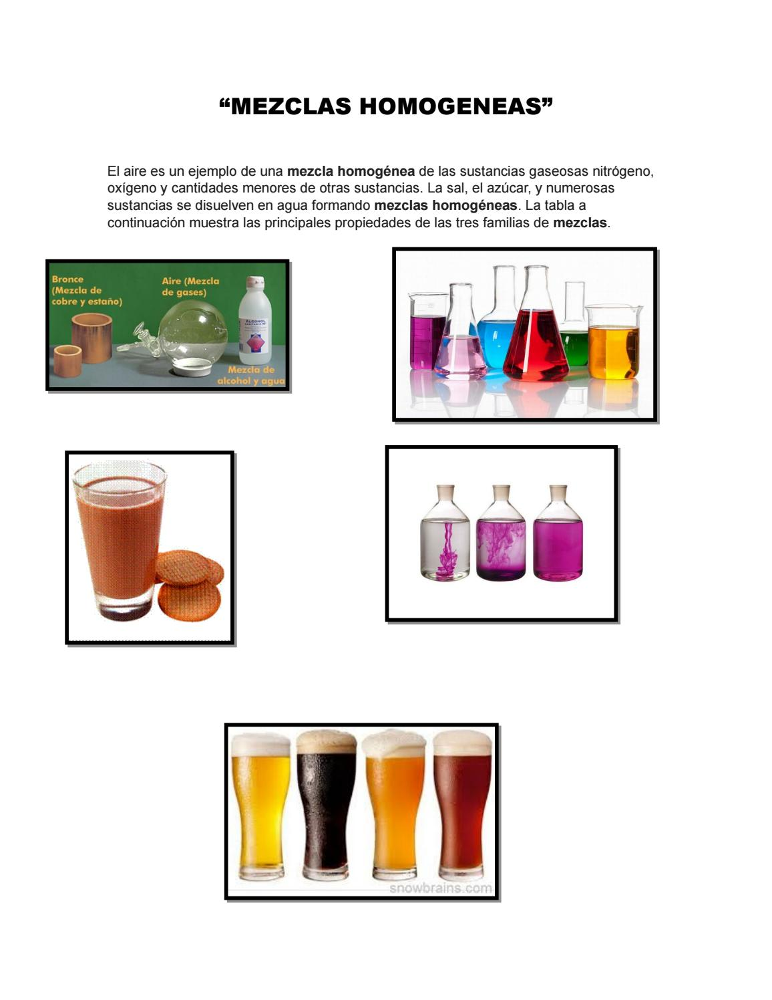 “MEZCLAS HOMOGENEAS”
El aire es un ejemplo de una mezcla homogénea de las sustancias gaseosas nitrógeno,
oxígeno y cantidades menores de otras sustancias. La sal, el azúcar, y numerosas
sustancias se disuelven en agua formando mezclas homogéneas. La tabla a
continuación muestra las principales propiedades de las tres familias de mezclas.
Bronce
(Mezcla de
cobre y estaño)
Aire (Mezcla
de gases)
ALCOHOL
Mezcla de
alcohol y agua
snowbrains.com